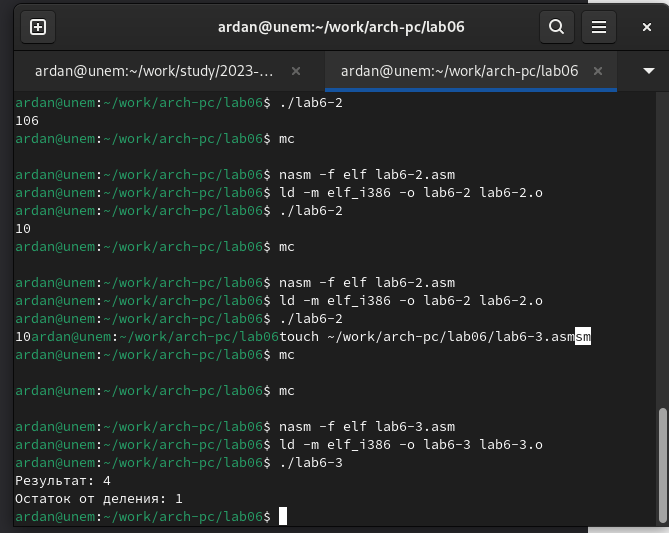 ardan@unem:~/work/arch-pc/lab06
ardan@unem:~/work/study/2023-...
ardan@unem:~/work/arch-pc/lab06
ardan@unem:~/work/arch-pc/lab06$ ./lab6-2
106
ardan@unem:~/work/arch-pc/lab06$ mc
ardan@unem:~/work/arch-pc/lab06$ nasm -f elf lab6-2.asm
ardan@unem:~/work/arch-pc/lab06$ ld -m elf_i386 -o lab6-2 lab6-2.o
ardan@unem:~/work/arch-pc/lab06$ ./lab6-2
10
ardan@unem:~/work/arch-pc/lab06$ mc
ardan@unem:~/work/arch-pc/lab06$ nasm -f elf lab6-2.asm
ardan@unem:~/work/arch-pc/lab06$ ld -m elf_i386 -o lab6-2 lab6-2.o
ardan@unem:~/work/arch-pc/lab06$ ./lab6-2
10ardan@unem:~/work/arch-pc/lab06touch ~/work/arch-pc/lab06/lab6-3.asmsm
ardan@unem:~/work/arch-pc/lab06$ mc
ardan@unem:~/work/arch-pc/lab06$ mc
ardan@unem:~/work/arch-pc/lab06$ nasm -f elf lab6-3.asm
ardan@unem:~/work/arch-pc/lab06$ ld -m elf_i386 -o lab6-3 lab6-3.o
ardan@unem:~/work/arch-pc/lab06$ ./lab6-3
Результат: 4
Остаток от деления: 1
ardan@unem:~/work/arch-pc/lab06$